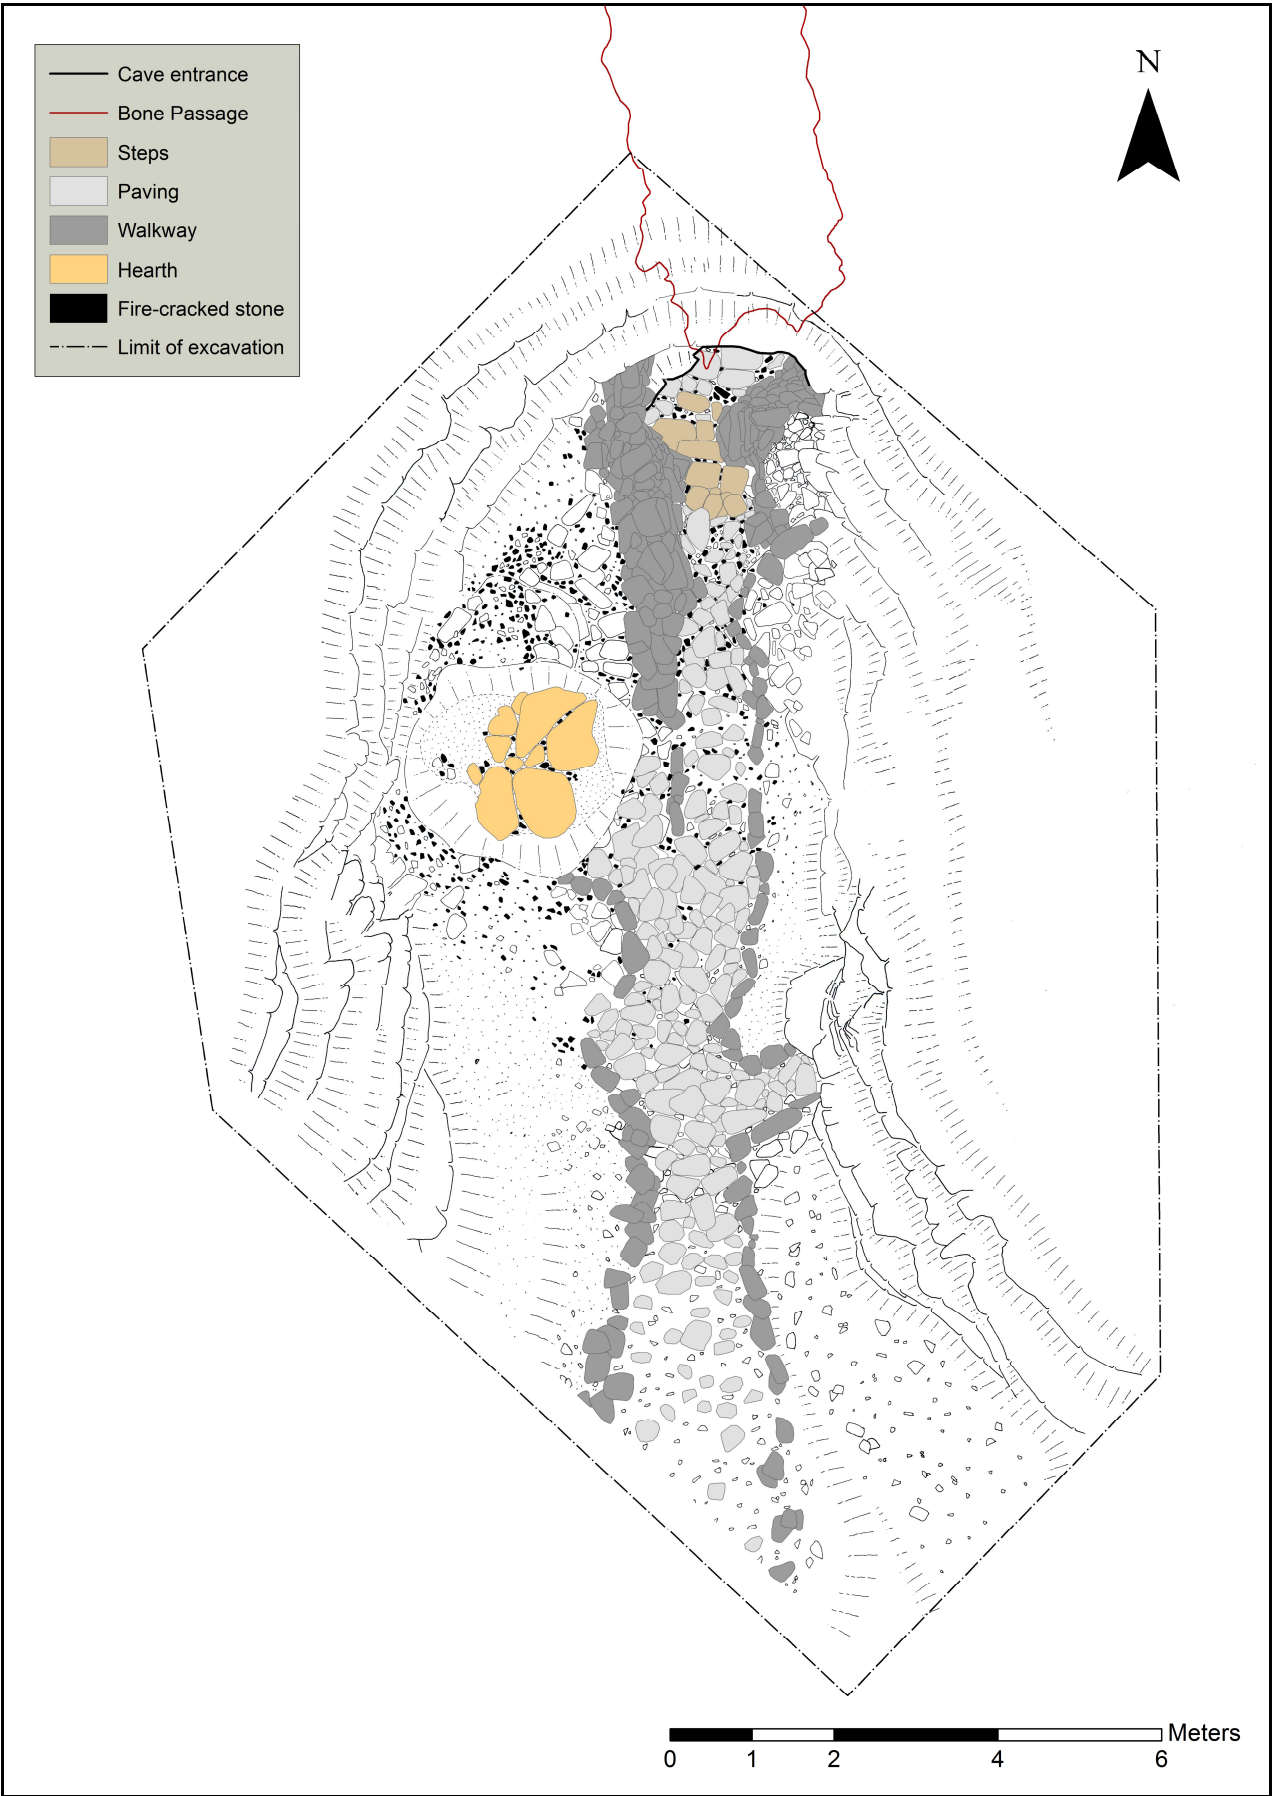 Cave entrance
Bone Passage
Steps
Paving
Walkway
Hearth
Fire-cracked stone
Limit of excavation
N
Meters
0 1 2 4 6